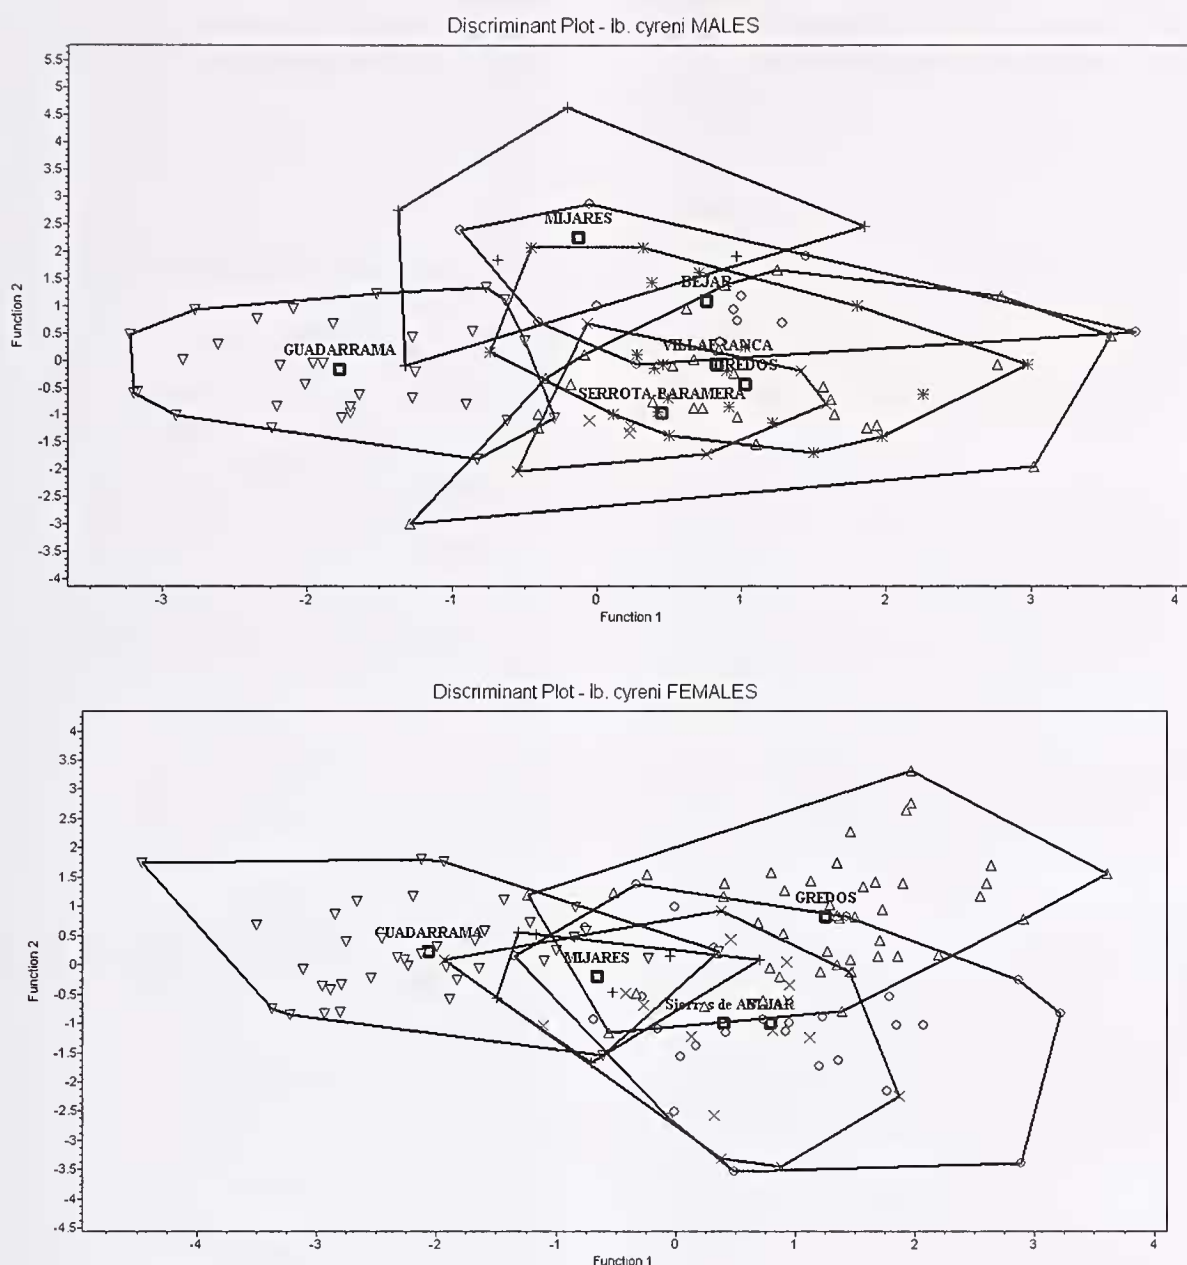 Discriminant Plot - Ib. cyreni MALES
5.5
5
4.5
4
3.5
3
2.5
2
1.5
1
0.5
0
-0.5
-1
-1.5
-2
-2.5
-3
-3.5
-4
Function 2
MIJARES
BEJAR
GUADARRAMA
VILLAFRANCA
GREDOS
SERROTA-PARAMERA
-3 -2 -1 0 1 2 3 4
Function 1
Discriminant Plot - Ib. cyreni FEMALES
4
3.5
3
2.5
2
1.5
1
0.5
0
-0.5
-1
-1.5
-2
-2.5
-3
-3.5
-4
-4.5
Function 2
GREDOS
GUADARRAMA
MIJARES
Sierras de
-4 -3 -2 -1 0 1 2 3 4
Function 1